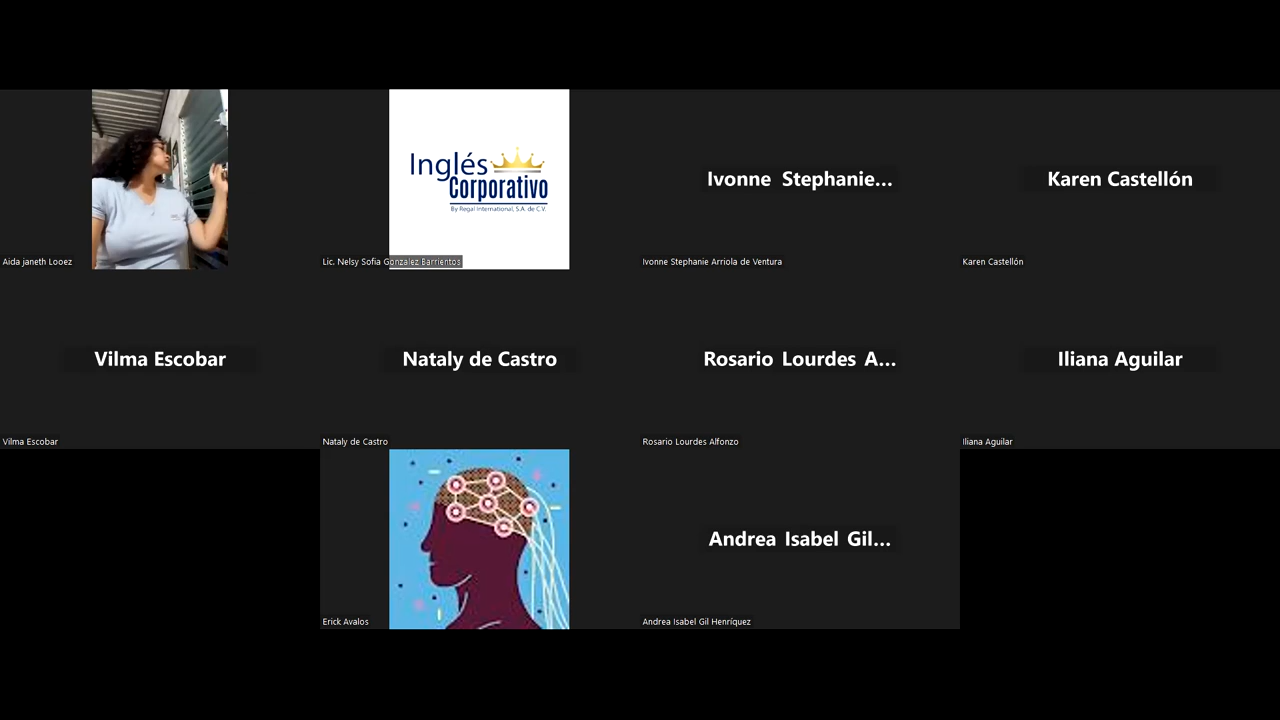 Inglés
Corporativo
By Regal International, S.A. de C.V.
Ivonne Stephanie...
Karen Castellón
Aida janeth Looez
Lic. Nelsy Sofia Gonzalez Barrientos
Ivonne Stephanie Arriola de Ventura
Karen Castellón
Vilma Escobar
Nataly de Castro
Rosario Lourdes A...
Iliana Aguilar
Vilma Escobar
Nataly de Castro
Rosario Lourdes Alfonzo
Iliana Aguilar
Andrea Isabel Gil...
Erick Avalos
Andrea Isabel Gil Henríquez